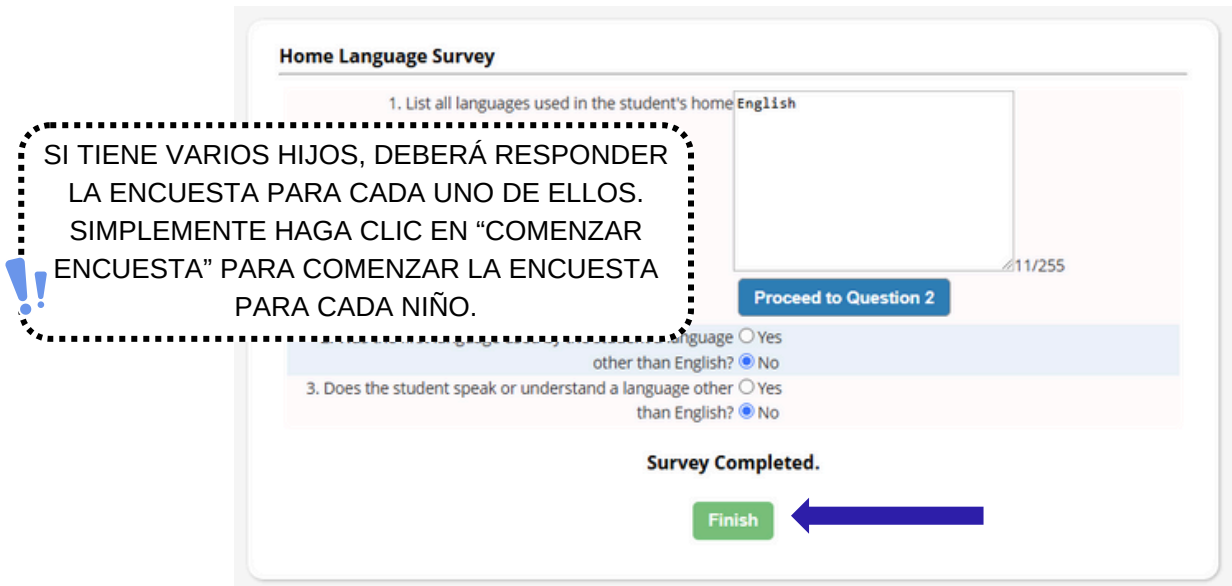 Home Language Survey
1. List all languages used in the student's home
English
SI TIENE VARIOS HIJOS, DEBERÁ RESPONDER
LA ENCUESTA PARA CADA UNO DE ELLOS.
SIMPLEMENTE HAGA CLIC EN “COMENZAR
ENCUESTA” PARA COMENZAR LA ENCUESTA
PARA CADA NIÑO.
11/255
Proceed to Question 2
language Yes
other than English? No
3. Does the student speak or understand a language other Yes
than English? No
Survey Completed.
Finish